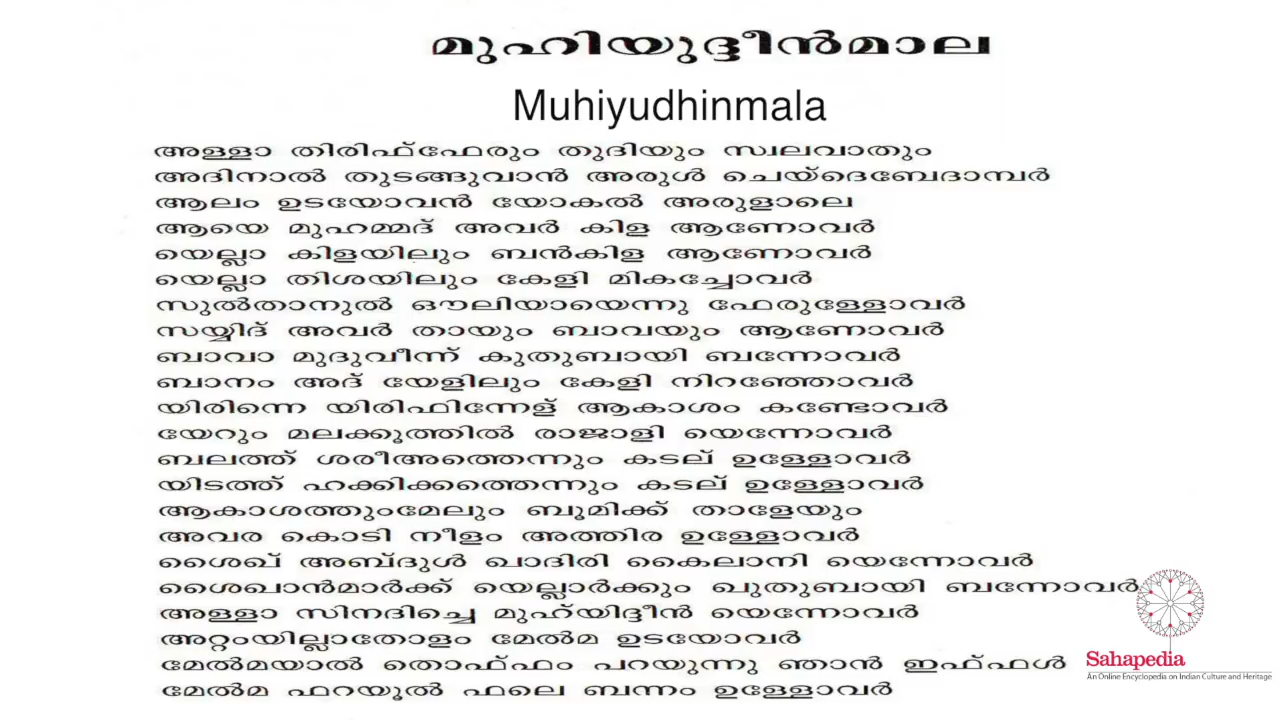 മുഹിയുദ്ദീൻമാല
Muhiyudhinmala
അള്ളാ തിരിഫ്ഫേരും തുദിയും സ്വലവാതും
അദിനാൽ തുടങ്ങുവാൻ അരുൾ ചെയ്ദെബേദാമ്പർ
ആലം ഉടയോവൻ യോകൽ അരുളാലെ
ആയെ മുഹമ്മദ് അവർ കിള ആണോവർ
യെല്ലാ കിളയിലും ബൻകിള ആണോവർ
യെല്ലാ തിശയിലും കേളി മികച്ചോവർ
സുൽതാനുൽ ഔലിയായെന്നു ഫേരുള്ളോവർ
സയ്യിദ് അവർ തായും ബാവയും ആണോവർ
ബാവാ മുദുവീന്ന് കുതുബായി ബന്നോവർ
ബാനം അദ് യേളിലും കേളി നിറഞ്ഞോവർ
യിരിന്നെ യിരിഫിന്നേള് ആകാശം കണ്ടോവർ
യേറും മലക്കൂത്തിൽ രാജാളി യെന്നോവർ
ബലത്ത് ശരീഅത്തെന്നും കടല് ഉള്ളോവർ
യിടത്ത് ഹക്കിക്കത്തെന്നും കടല് ഉള്ളോവർ
ആകാശത്തുംമേലും ബൂമിക്ക് താളേയും
അവര കൊടി നീളം അത്തിര ഉള്ളോവർ
ശൈഖ് അബ്ദുൾ ഖാദിരി കൈലാനി യെന്നോവർ
ശൈഖാൻമാർക്ക് യെല്ലാർക്കും ഖുതുബായി ബന്നോവർ
അള്ളാ സിനദിച്ചെ മുഹ്‌യിദ്ദീൻ യെന്നോവർ
അറ്റംയില്ലാതോളം മേൽമ ഉടയോവർ
മേൽമയാൽ തൊഫ്ഫം പറയുന്നു ഞാൻ ഇഫ്ഫൾ
മേൽമ ഫറയൂൽ ഫലെ ബന്നം ഉള്ളോവർ
Sahapedia
An Online Encyclopedia on Indian Culture and Heritage